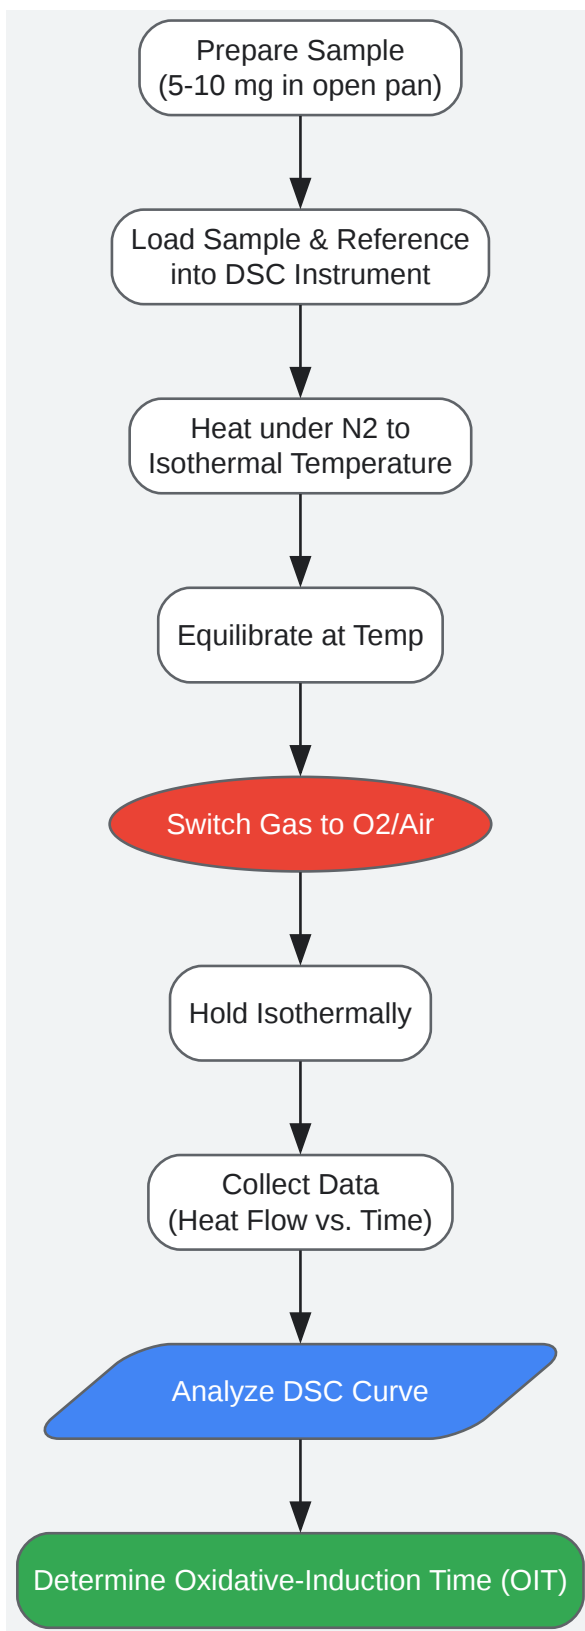 Prepare Sample
(5-10 mg in open pan)
Load Sample & Reference
into DSC Instrument
Heat under N2 to
Isothermal Temperature
Equilibrate at Temp
Switch Gas to O2/Air
Hold Isothermally
Collect Data
(Heat Flow vs. Time)
Analyze DSC Curve
Determine Oxidative-Induction Time (OIT)